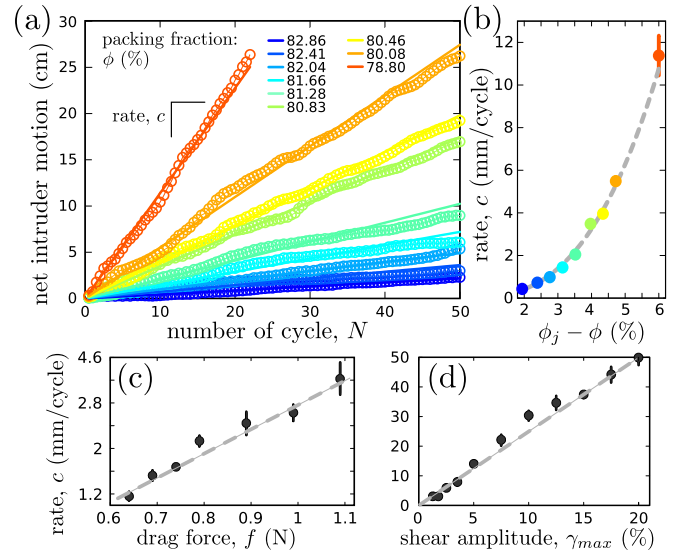 (a)
packing fraction:
ϕ (%)
82.86
82.41
82.04
81.66
81.28
80.83
80.46
80.08
78.80
rate, c
net intruder motion (cm)
30
25
20
15
10
5
0
0 10 20 30 40 50
number of cycle, N
(b)
rate, c (mm/cycle)
12
10
8
6
4
2
0
2 3 4 5 6
ϕj − ϕ (%)
(c)
rate, c (mm/cycle)
4.6
3.8
2.8
2
1.2
0.6 0.7 0.8 0.9 1 1.1
drag force, f (N)
(d)
50
40
30
20
10
0
0 5 10 15 20
shear amplitude, γmax (%)